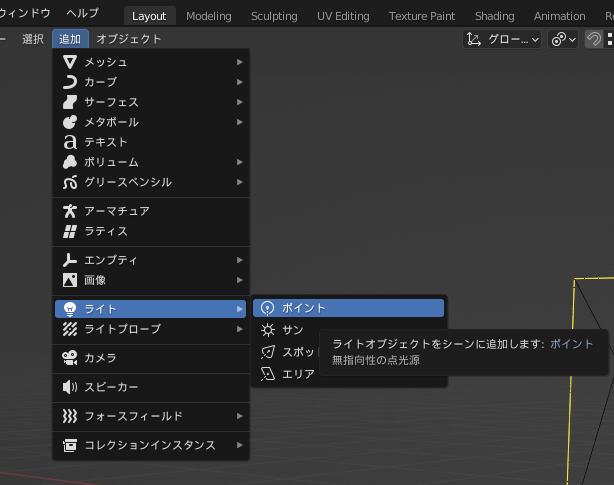 ウィンドウ ヘルプ Layout Modeling Sculpting UV Editing Texture Paint Shading Animation
選択 追加 オブジェクト グロー...
メッシュ
カーブ
サーフェス
メタボール
テキスト
ボリューム
グリースペンシル
アーマチュア
ラティス
エンプティ
画像
ライト
ライトプローブ
カメラ
スピーカー
フォースフィールド
コレクションインスタンス
ポイント
サン
スポッ
エリア
ライトオブジェクトをシーンに追加します: ポイント
無指向性の点光源